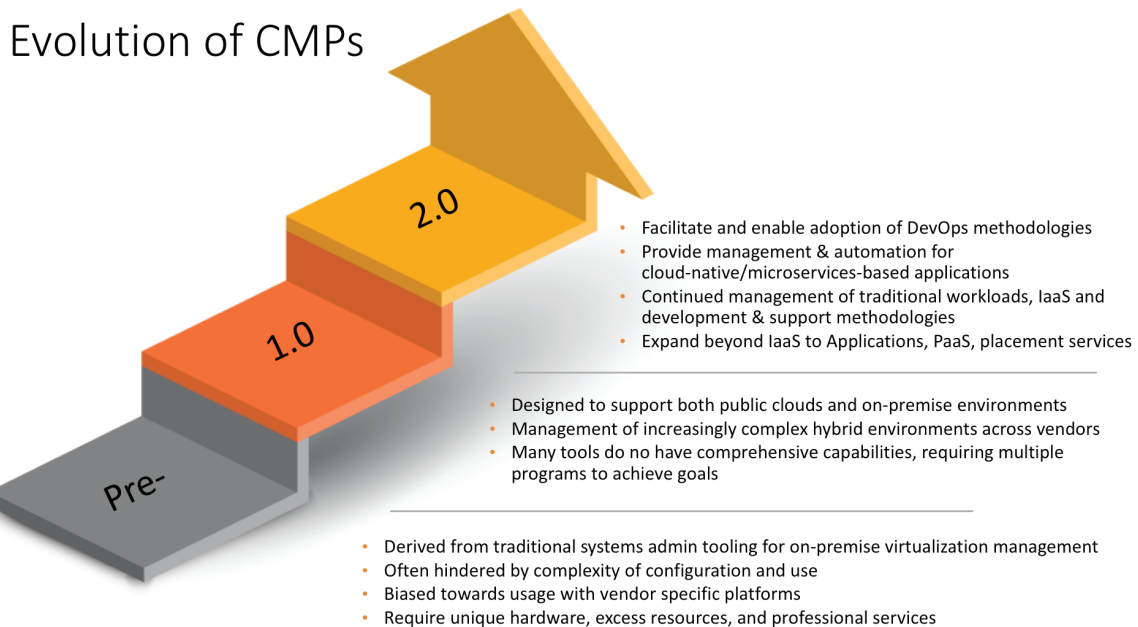 Evolution of CMPs
2.0
• Facilitate and enable adoption of DevOps methodologies
• Provide management & automation for
cloud-native/microservices-based applications
• Continued management of traditional workloads, IaaS and
development & support methodologies
• Expand beyond IaaS to Applications, PaaS, placement services
1.0
• Designed to support both public clouds and on-premise environments
• Management of increasingly complex hybrid environments across vendors
• Many tools do no have comprehensive capabilities, requiring multiple
programs to achieve goals
Pre-
• Derived from traditional systems admin tooling for on-premise virtualization management
• Often hindered by complexity of configuration and use
• Biased towards usage with vendor specific platforms
• Require unique hardware, excess resources, and professional services